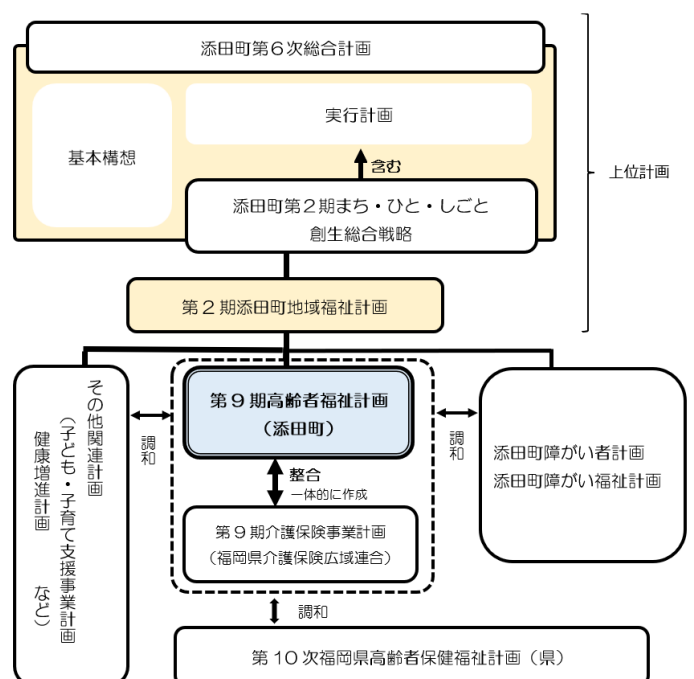 添田町第6次総合計画
基本構想
実行計画
含む
添田町第2期まち・ひと・しごと
創生総合戦略
上位計画
第2期添田町地域福祉計画
その他関連計画
（子ども・子育て支援事業計画
健康増進計画　など）
調和
第9期高齢者福祉計画
（添田町）
整合
一体的に作成
第9期介護保険事業計画
（福岡県介護保険広域連合）
調和
添田町障がい者計画
添田町障がい福祉計画
調和
第10次福岡県高齢者保健福祉計画（県）